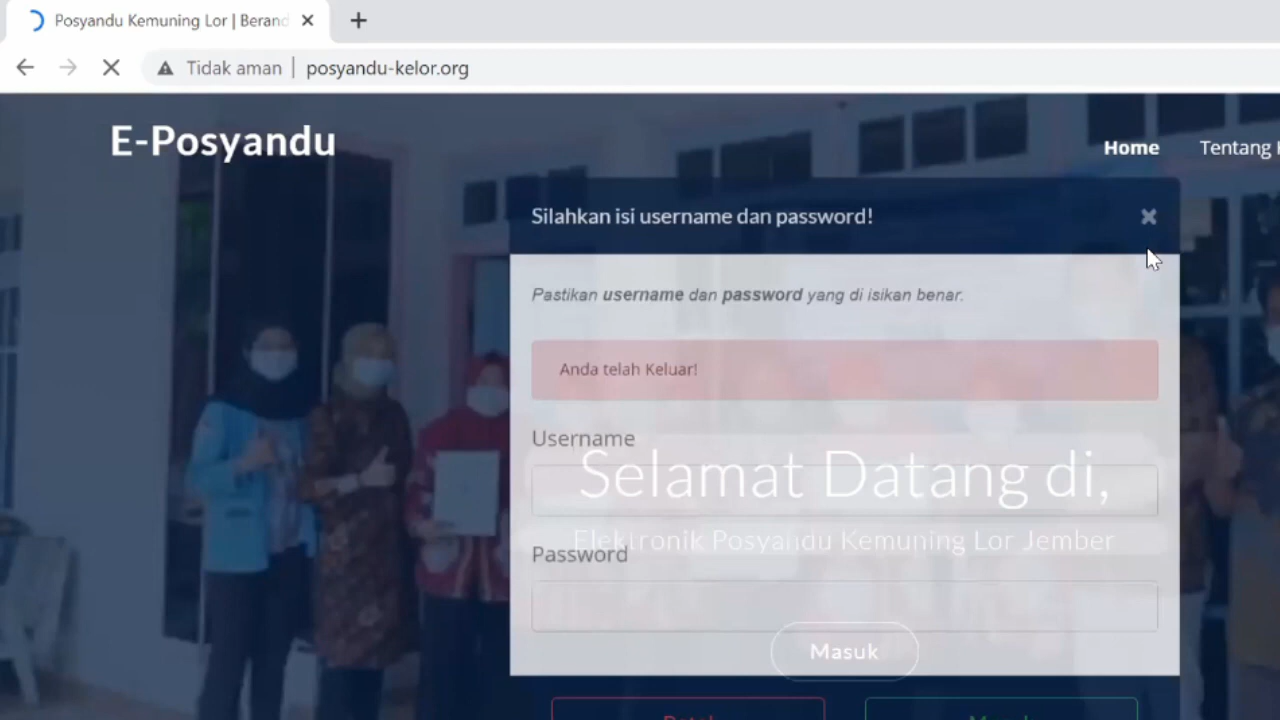 Posyandu Kemuning Lor | Berand
Tidak aman | posyandu-kelor.org
E-Posyandu
Home
Tentang
Silahkan isi username dan password!
Pastikan username dan password yang di isikan benar.
Anda telah Keluar!
Username
Selamat Datang di,
Elektronik Posyandu Kemuning Lor Jember
Password
Masuk